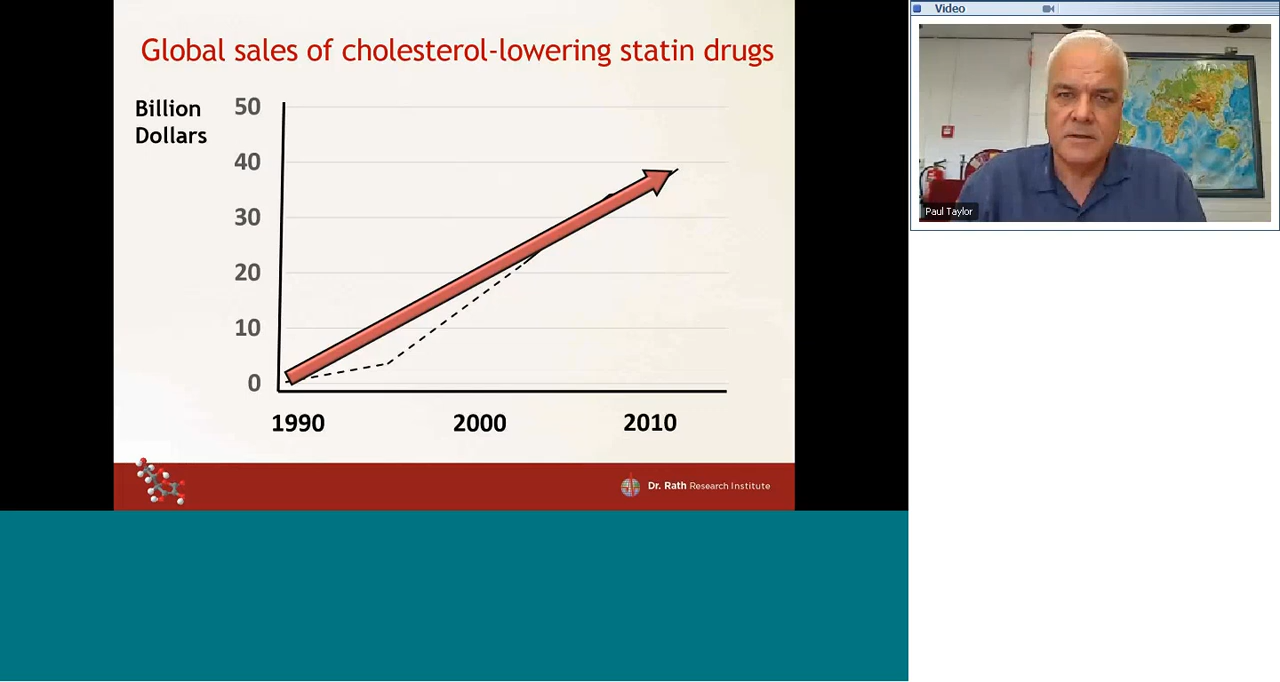 Global sales of cholesterol-lowering statin drugs
Billion
Dollars
50
40
30
20
10
0
1990 2000 2010
Dr. Rath Research Institute
Video
Paul Taylor